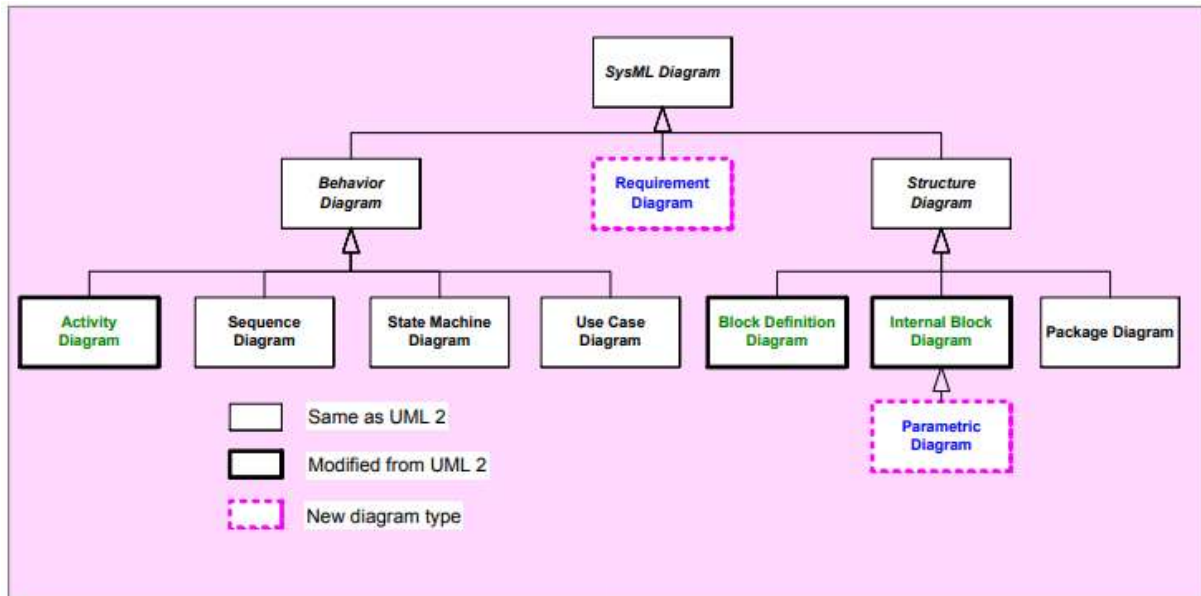 SysML Diagram
Behavior
Diagram
Requirement
Diagram
Structure
Diagram
Activity
Diagram
Sequence
Diagram
State Machine
Diagram
Use Case
Diagram
Block Definition
Diagram
Internal Block
Diagram
Package Diagram
Parametric
Diagram
Same as UML 2
Modified from UML 2
New diagram type